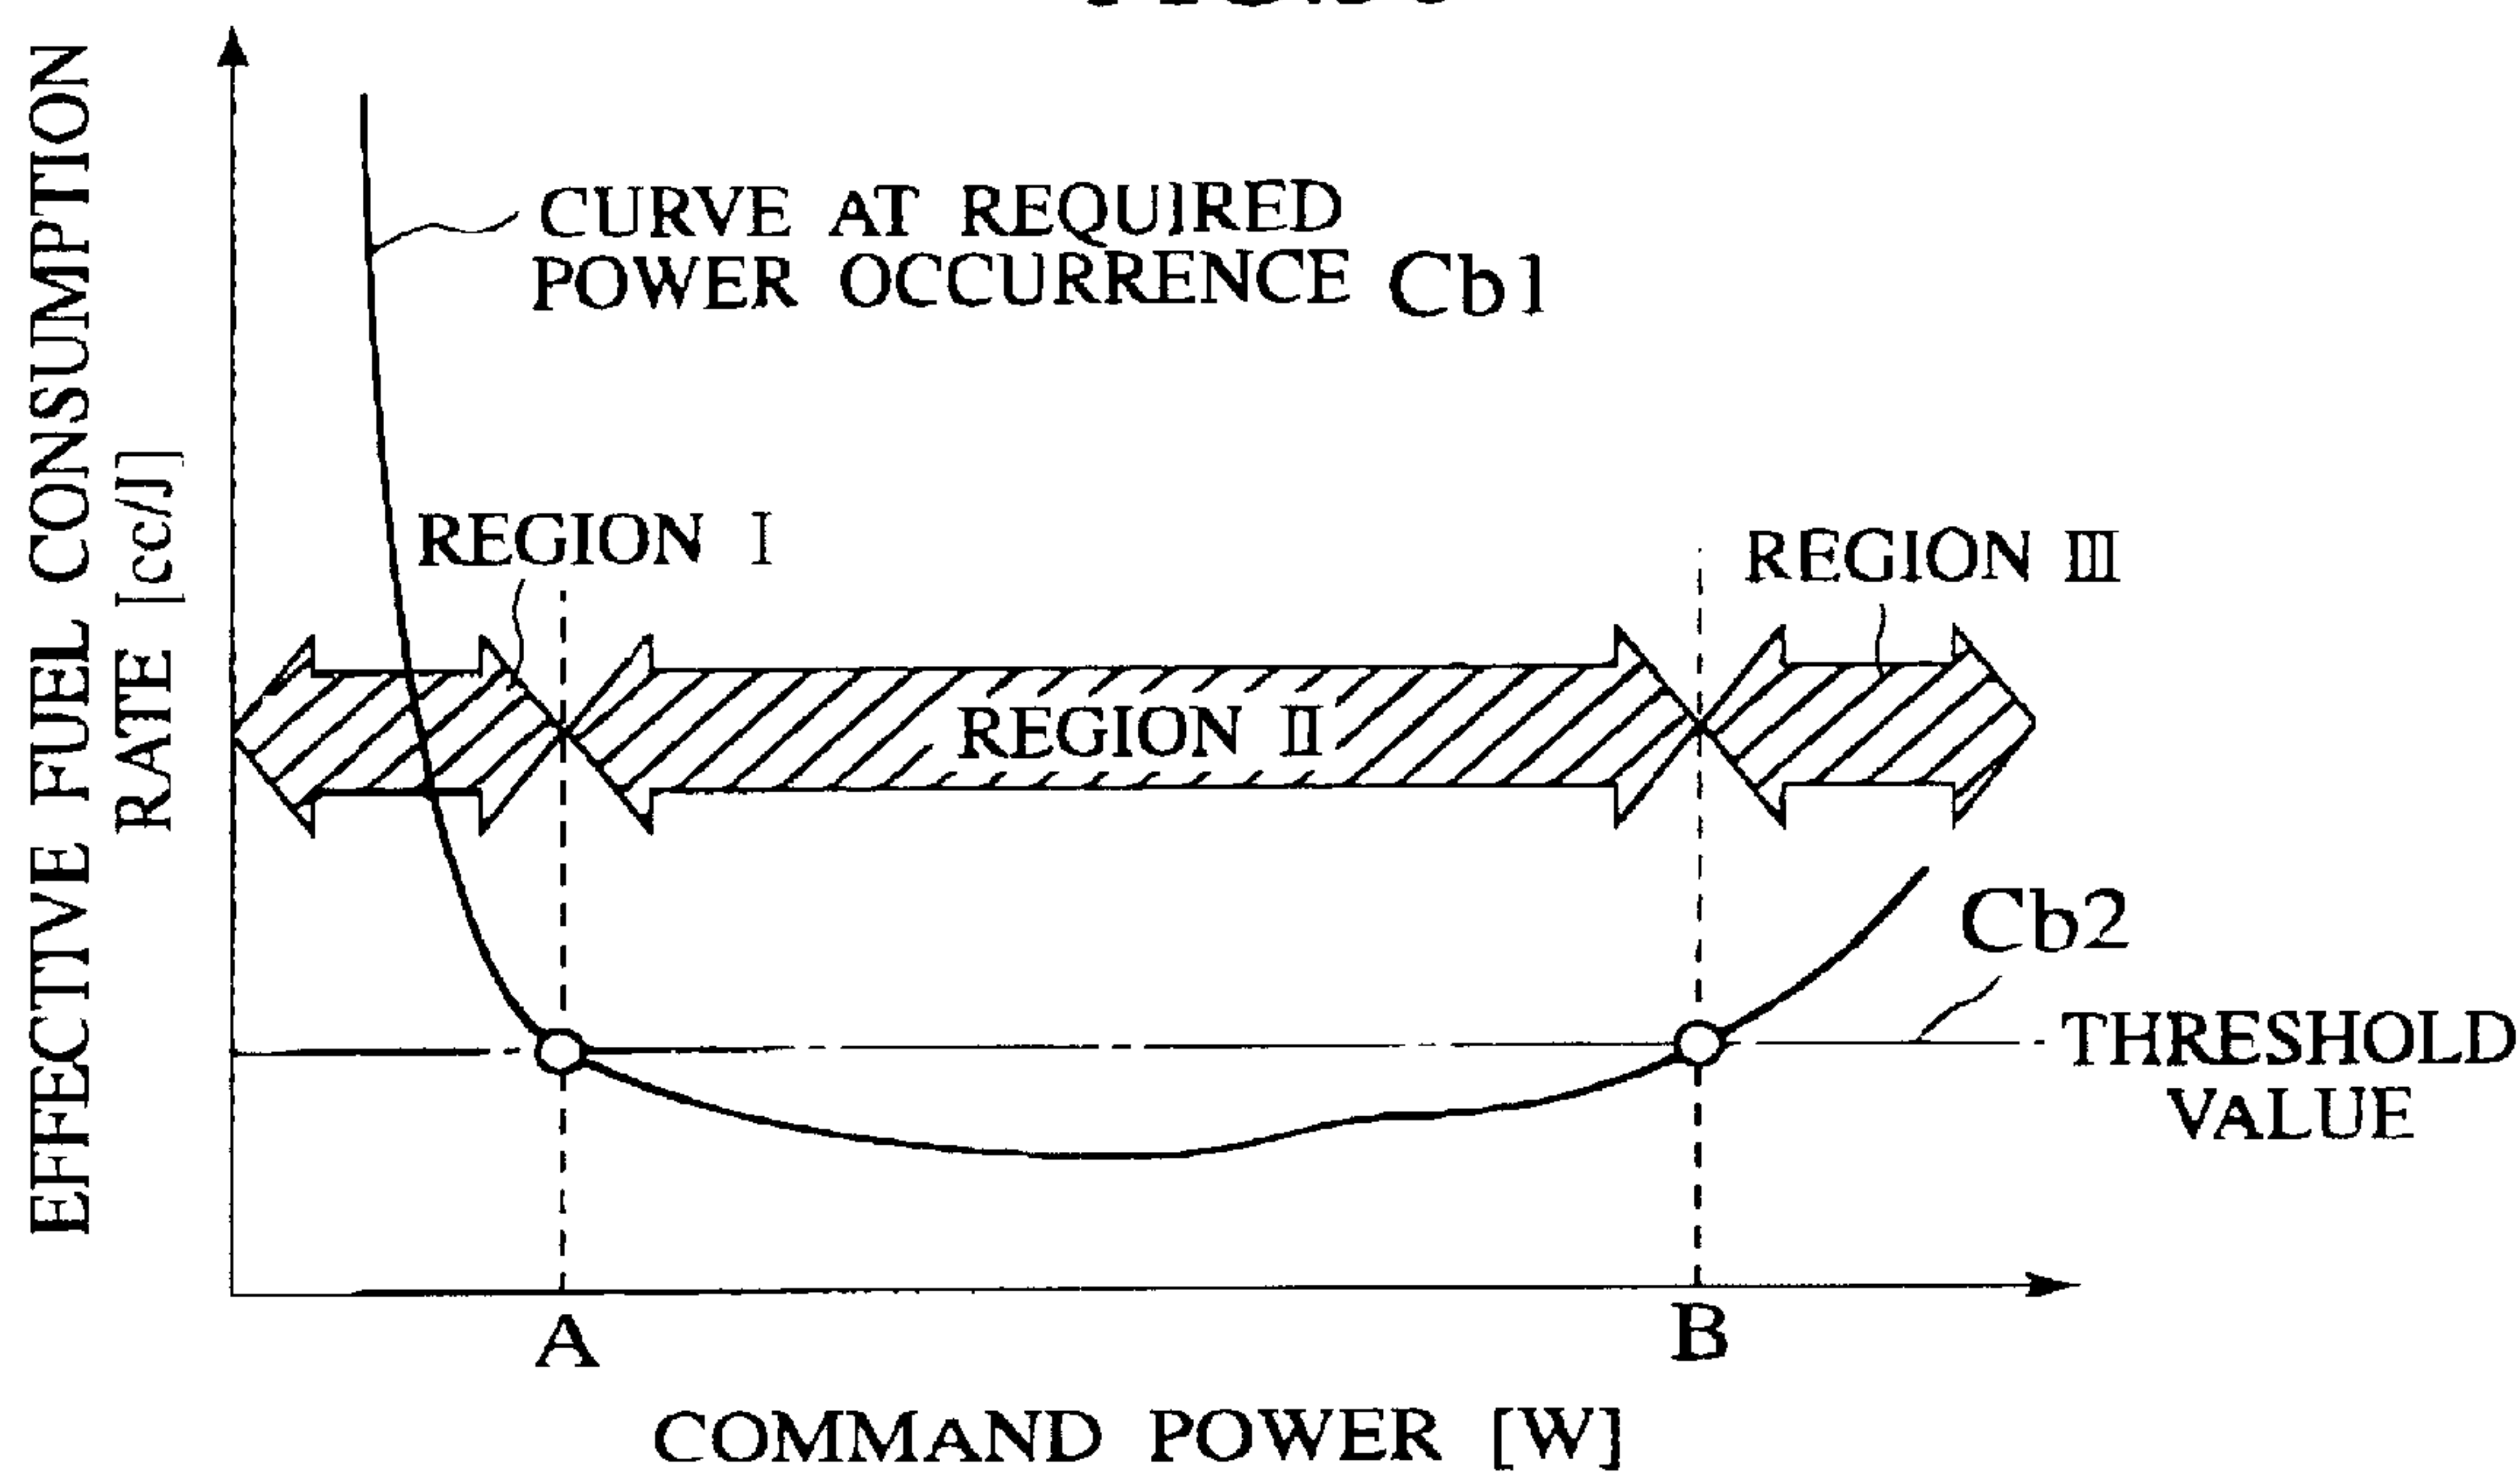 EFFECTIVE FUEL CONSUMPTION
RATE [cc/J]
CURVE AT REQUIRED
POWER OCCURRENCE Cb1
REGION I
REGION III
REGION II
Cb2
THRESHOLD
VALUE
A
B
COMMAND POWER [W]